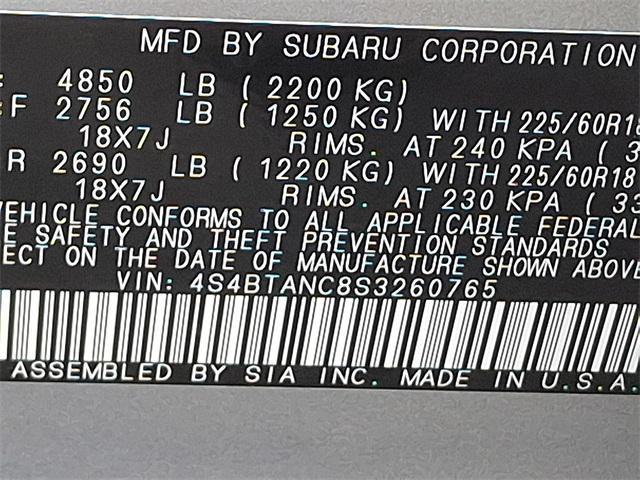 MFD BY SUBARU CORPORATION
: 4850 LB ( 2200 KG)
:F 2756 LB ( 1250 KG) WITH 225/60R18
18X7J RIMS. AT 240 KPA ( 3
R 2690 LB ( 1220 KG) WITH 225/60R18
18X7J RIMS. AT 230 KPA ( 33
VEHICLE CONFORMS TO ALL APPLICABLE FEDERAL
E SAFETY AND THEFT PREVENTION STANDARDS
ECT ON THE DATE OF MANUFACTURE SHOWN ABOVE
VIN: 4S4BTANC8S3260765
ASSEMBLED BY SIA INC. MADE IN U.S.A.